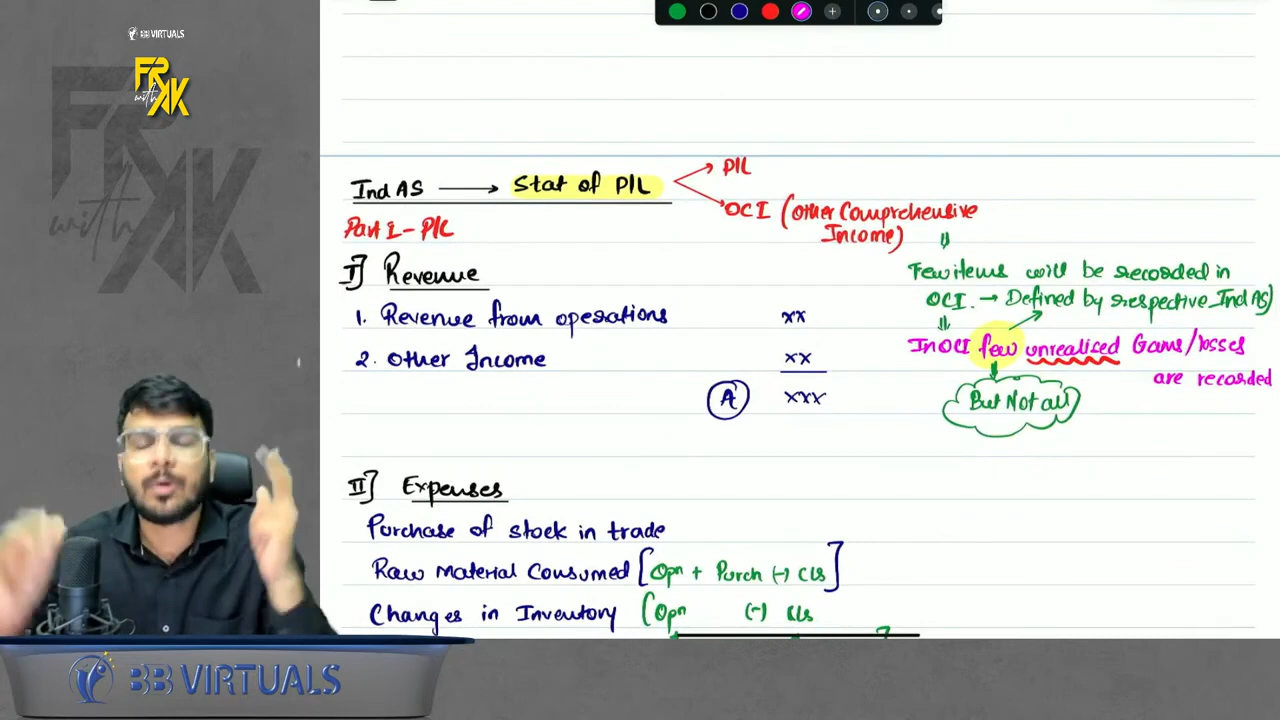 BB VIRTUALS
FR
with AK
FR
with AK
Ind AS → Stat of P/L
P/L
OCI (Other Comprehensive
Income)
Part I - P/L
I] Revenue
1. Revenue from operations xx
2. Other Income xx
A xxx
⇓
Few items will be recorded in
OCI. → Defined by respective Ind AS)
⇓
In OCI few unrealised Gains/losses
are recorded
But Not all
II] Expenses
Purchase of stock in trade
Raw Material Consumed [Opn + Purch (-) Cls]
Changes in Inventory (Opn (-) Cls
BB VIRTUALS